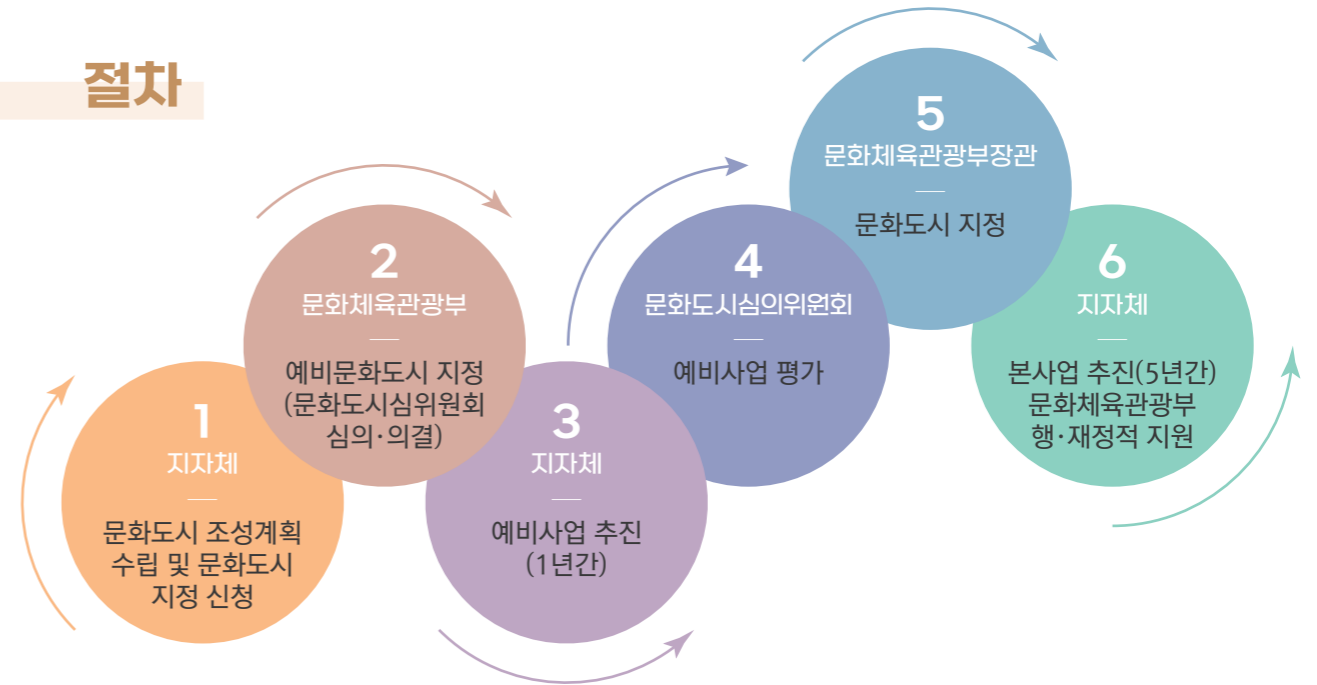 절차
1
지자체
문화도시 조성계획
수립 및 문화도시
지정 신청
2
문화체육관광부
예비문화도시 지정
(문화도시심위원회
심의·의결)
3
지자체
예비사업 추진
(1년간)
4
문화도시심의위원회
예비사업 평가
5
문화체육관광부장관
문화도시 지정
6
지자체
본사업 추진(5년간)
문화체육관광부
행·재정적 지원